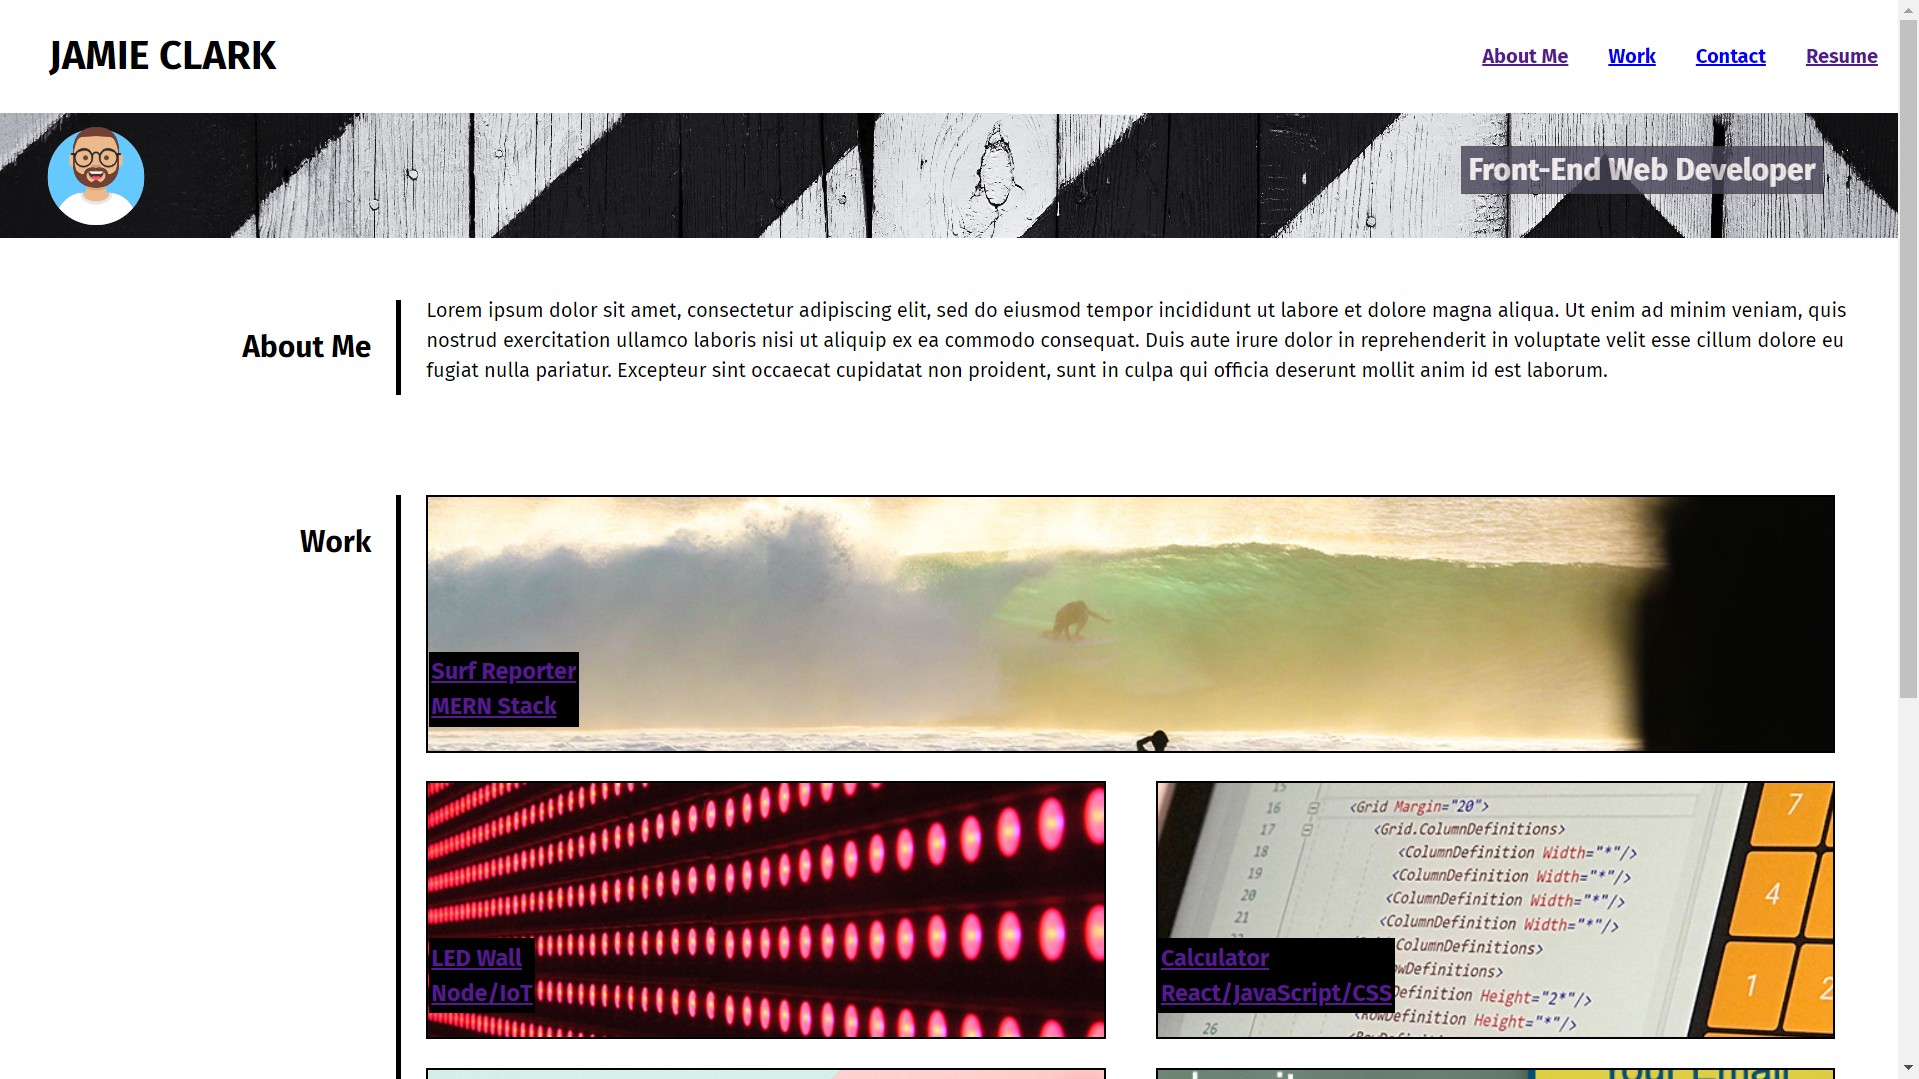 JAMIE CLARK
About Me Work Contact Resume
Front-End Web Developer
About Me
Lorem ipsum dolor sit amet, consectetur adipiscing elit, sed do eiusmod tempor incididunt ut labore et dolore magna aliqua. Ut enim ad minim veniam, quis
nostrud exercitation ullamco laboris nisi ut aliquip ex ea commodo consequat. Duis aute irure dolor in reprehenderit in voluptate velit esse cillum dolore eu
fugiat nulla pariatur. Excepteur sint occaecat cupidatat non proident, sunt in culpa qui officia deserunt mollit anim id est laborum.
Work
Surf Reporter
MERN Stack
LED Wall
Node/IoT
15
16 <Grid Margin="20">
17 <Grid.ColumnDefinitions>
18 <ColumnDefinition Width="*"/>
19 <ColumnDefinition Width="*"/>
20 <ColumnDefinition Width="*"/>
21 <ColumnDefinition Width="*"/>
ColumnDefinitions>
Definitions>
Definition Height="2*"/>
<RowDefinition Height="*"/>
26
7
4
1 2
Calculator
React/JavaScript/CSS
Your Email